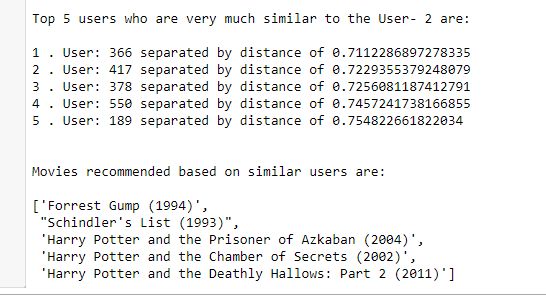 Top 5 users who are very much similar to the User- 2 are:
1 . User: 366 separated by distance of 0.7112286897278335
2 . User: 417 separated by distance of 0.7229355379248079
3 . User: 378 separated by distance of 0.7256081187412791
4 . User: 550 separated by distance of 0.7457241738166855
5 . User: 189 separated by distance of 0.754822661822034
Movies recommended based on similar users are:
['Forrest Gump (1994)',
"Schindler's List (1993)",
'Harry Potter and the Prisoner of Azkaban (2004)',
'Harry Potter and the Chamber of Secrets (2002)',
'Harry Potter and the Deathly Hallows: Part 2 (2011)']